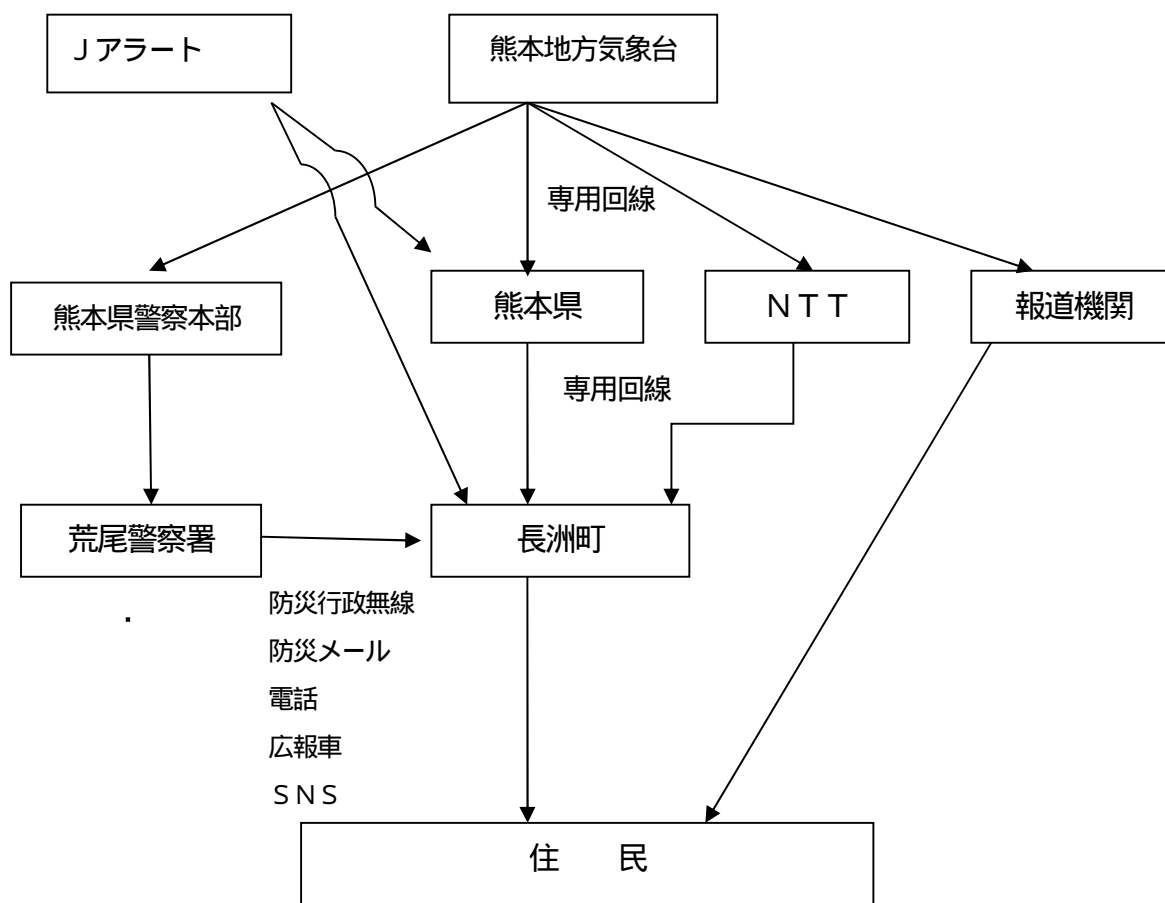 Jアラート
熊本地方気象台
専用回線
熊本県警察本部
熊本県
ＮＴＴ
報道機関
専用回線
荒尾警察署
長洲町
防災行政無線
防災メール
電話
広報車
ＳＮＳ
住　　民